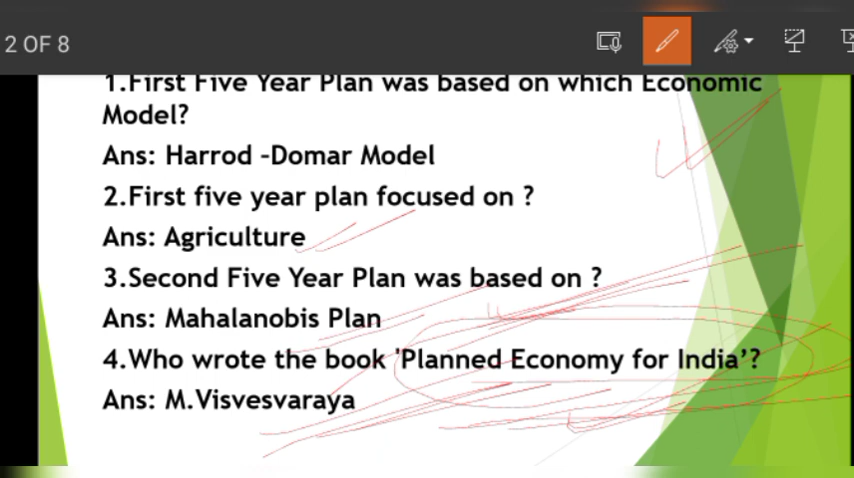 2 OF 8
1.First Five Year Plan was based on which Economic
Model?
Ans: Harrod -Domar Model
2.First five year plan focused on ?
Ans: Agriculture
3.Second Five Year Plan was based on ?
Ans: Mahalanobis Plan
4.Who wrote the book 'Planned Economy for India’?
Ans: M.Visvesvaraya